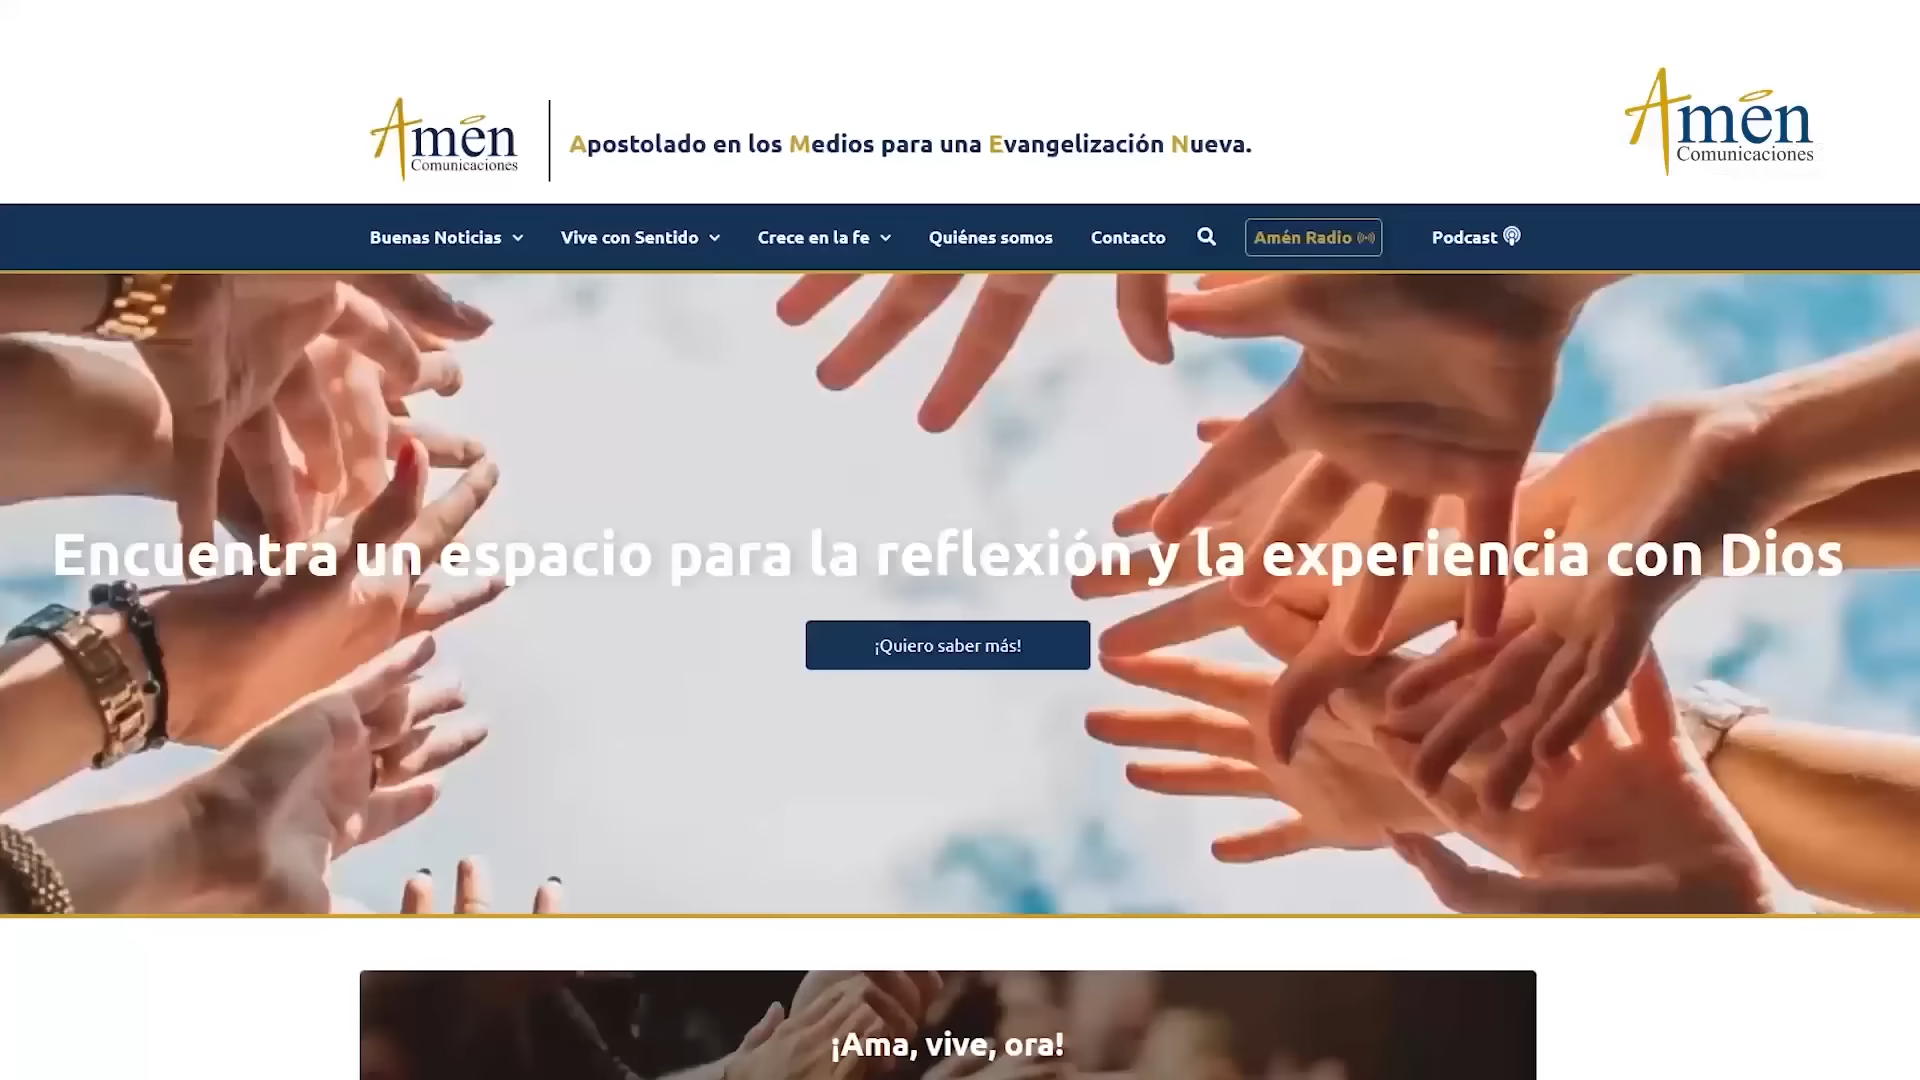 Amén
Comunicaciones
Apostolado en los Medios para una Evangelización Nueva.
Amén
Comunicaciones
Buenas Noticias
Vive con Sentido
Crece en la fe
Quiénes somos
Contacto
Amén Radio
Podcast
Encuentra un espacio para la reflexión y la experiencia con Dios
¡Quiero saber más!
¡Ama, vive, ora!